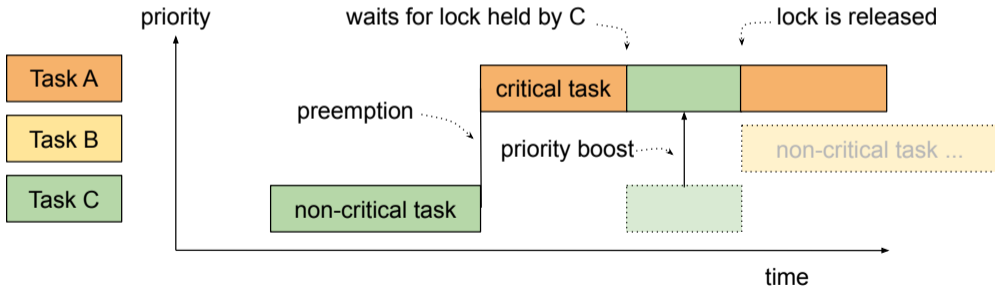 priority
waits for lock held by C
lock is released
Task A
critical task
preemption
Task B
priority boost
non-critical task ...
Task C
non-critical task
time